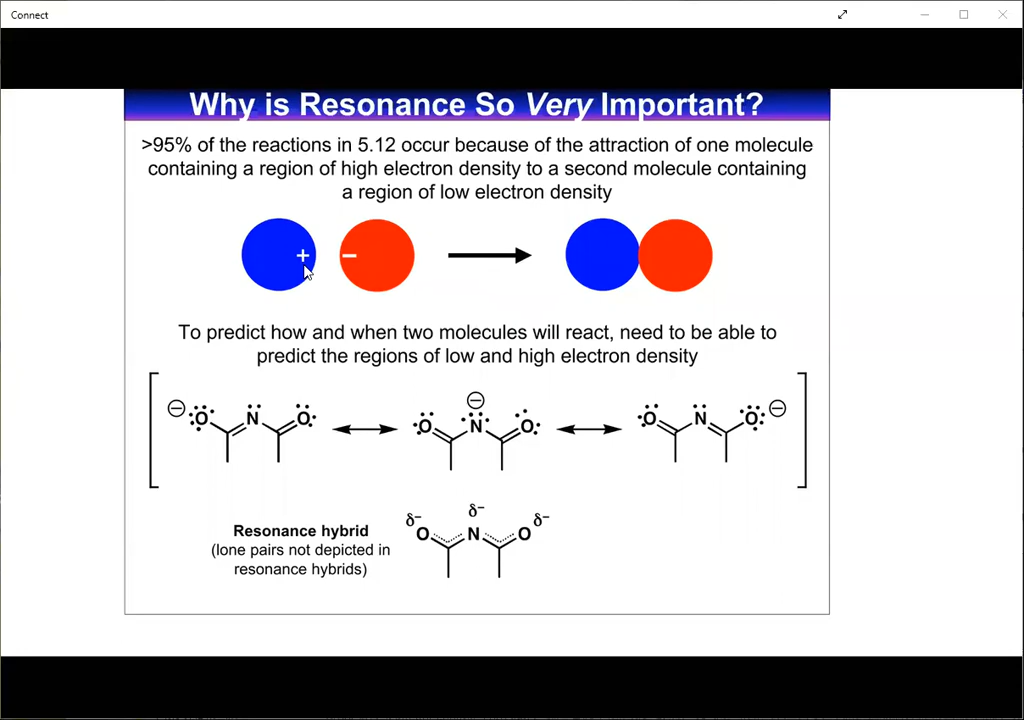 Connect
Why is Resonance So Very Important?
>95% of the reactions in 5.12 occur because of the attraction of one molecule
containing a region of high electron density to a second molecule containing
a region of low electron density
+ −
To predict how and when two molecules will react, need to be able to
predict the regions of low and high electron density
⊖ O N O ↔ O N ⊖ O ↔ O N O ⊖
δ− δ− δ−
O N O
Resonance hybrid
(lone pairs not depicted in
resonance hybrids)